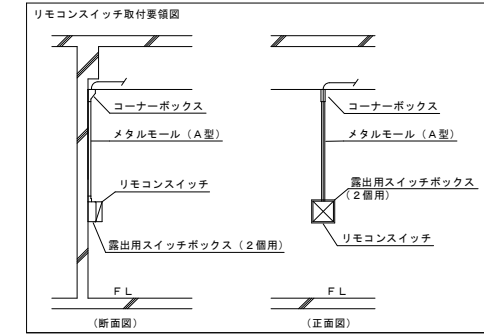 リモコンスイッチ取付要領図
コーナーボックス
メタルモール（A型）
リモコンスイッチ
露出用スイッチボックス（2個用）
FL
（断面図）
コーナーボックス
メタルモール（A型）
露出用スイッチボックス
（2個用）
リモコンスイッチ
FL
（正面図）